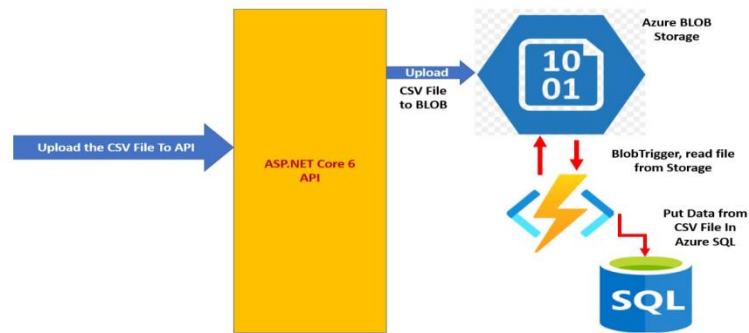 Upload the CSV File To API
ASP.NET Core 6
API
Upload
CSV File
to BLOB
Azure BLOB
Storage
10
01
BlobTrigger, read file
from Storage
Put Data from
CSV File In
Azure SQL
SQL